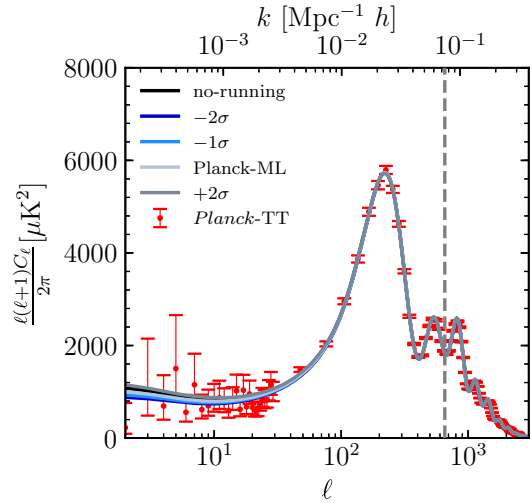 k [Mpc⁻¹ h]
10⁻³ 10⁻² 10⁻¹
8000
6000
4000
2000
0
no-running
−2σ
−1σ
Planck-ML
+2σ
Planck-TT
ℓ(ℓ+1)Cℓ/2π [μK²]
10¹ 10² 10³
ℓ